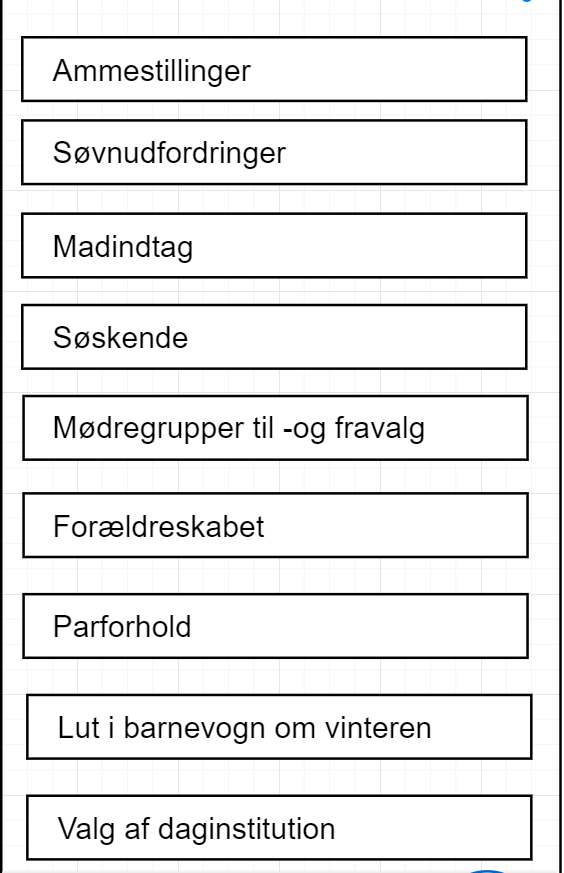 Ammestillinger
Søvnudfordringer
Madindtag
Søskende
Mødregrupper til -og fravalg
Forældreskabet
Parforhold
Lut i barnevogn om vinteren
Valg af daginstitution